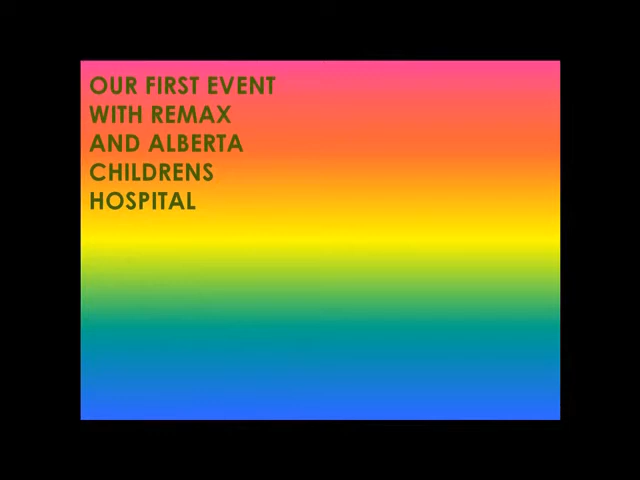 OUR FIRST EVENT
WITH REMAX
AND ALBERTA
CHILDRENS
HOSPITAL